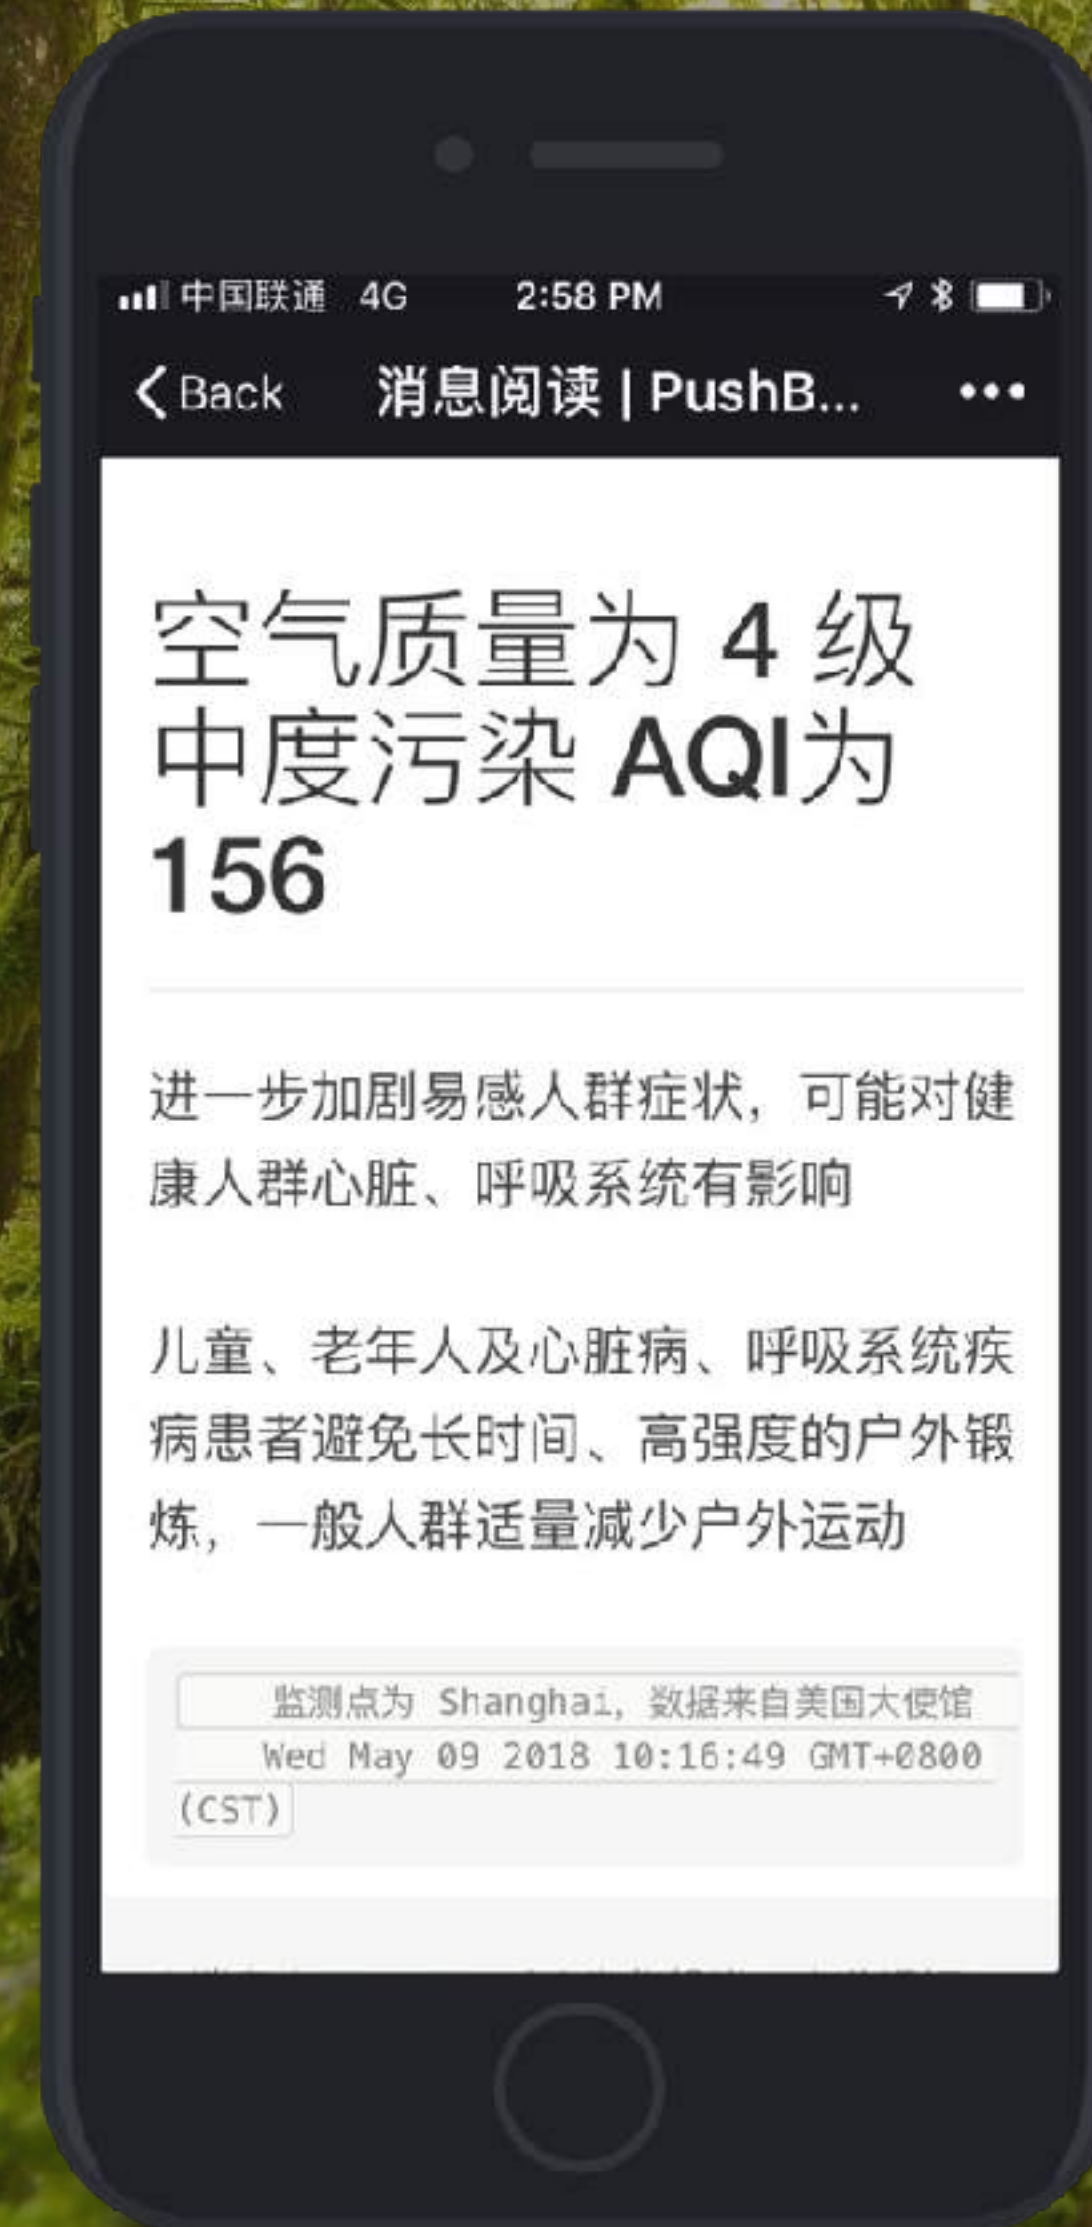 中国联通 4G 2:58 PM
Back 消息阅读 | PushB...
空气质量为 4 级
中度污染 AQI为
156
进一步加剧易感人群症状，可能对健
康人群心脏、呼吸系统有影响
儿童、老年人及心脏病、呼吸系统疾
病患者避免长时间、高强度的户外锻
炼，一般人群适量减少户外运动
监测点为 Shanghai, 数据来自美国大使馆
Wed May 09 2018 10:16:49 GMT+0800
(CST)